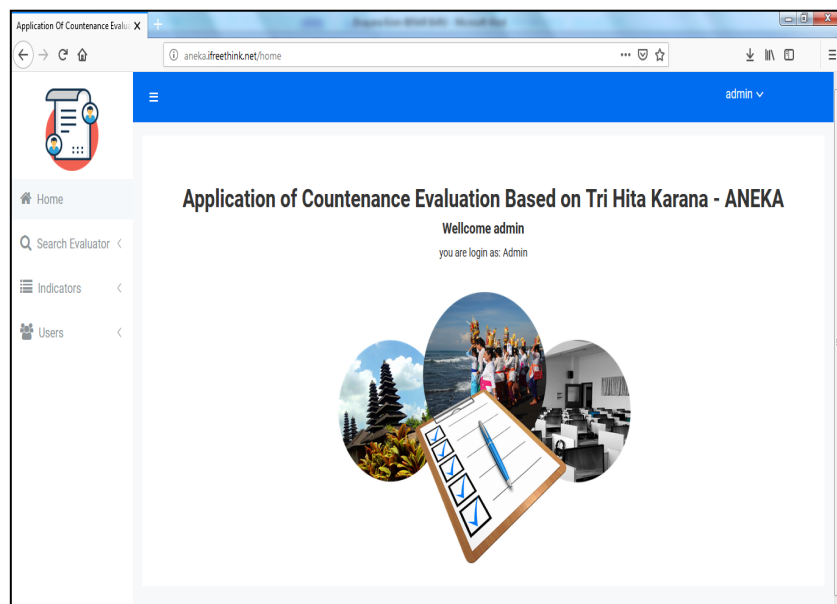 Application Of Countenance Evalua
aneka.ifreethink.net/home
admin
Home
Search Evaluator
Indicators
Users
Application of Countenance Evaluation Based on Tri Hita Karana - ANEKA
Wellcome admin
you are login as: Admin